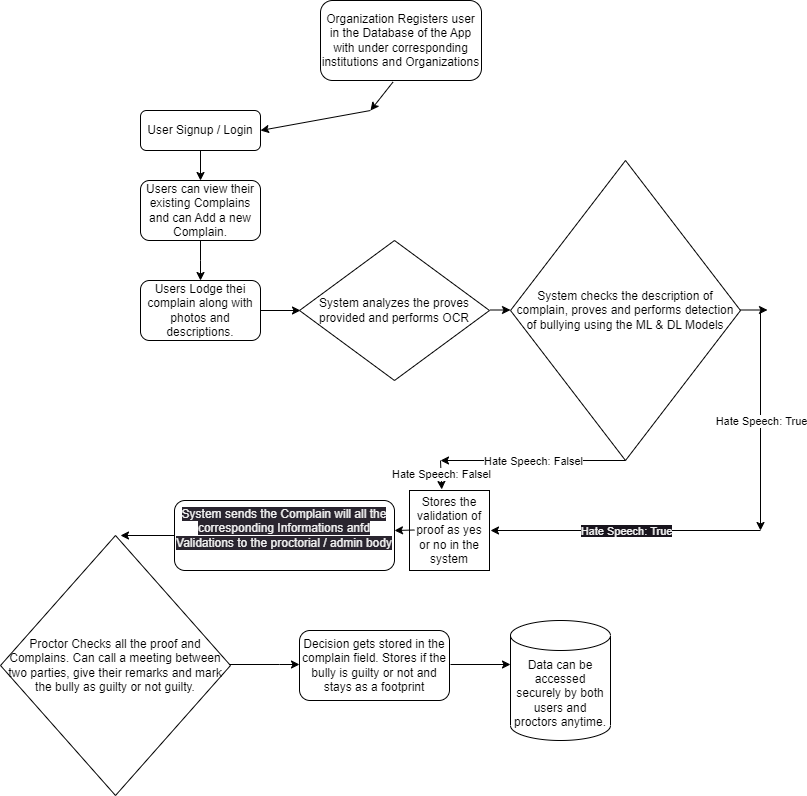 Organization Registers user
in the Database of the App
with under corresponding
institutions and Organizations
User Signup / Login
Users can view their
existing Complains
and can Add a new
Complain.
Users Lodge thei
complain along with
photos and
descriptions.
System analyzes the proves
provided and performs OCR
System checks the description of
complain, proves and performs detection
of bullying using the ML & DL Models
Hate Speech: True
Hate Speech: Falsel
Hate Speech: Falsel
Stores the
validation of
proof as yes
or no in the
system
Hate Speech: True
System sends the Complain will all the
corresponding Informations anfd
Validations to the proctorial / admin body
Proctor Checks all the proof and
Complains. Can call a meeting between
two parties, give their remarks and mark
the bully as guilty or not guilty.
Decision gets stored in the
complain field. Stores if the
bully is guilty or not and
stays as a footprint
Data can be
accessed
securely by both
users and
proctors anytime.